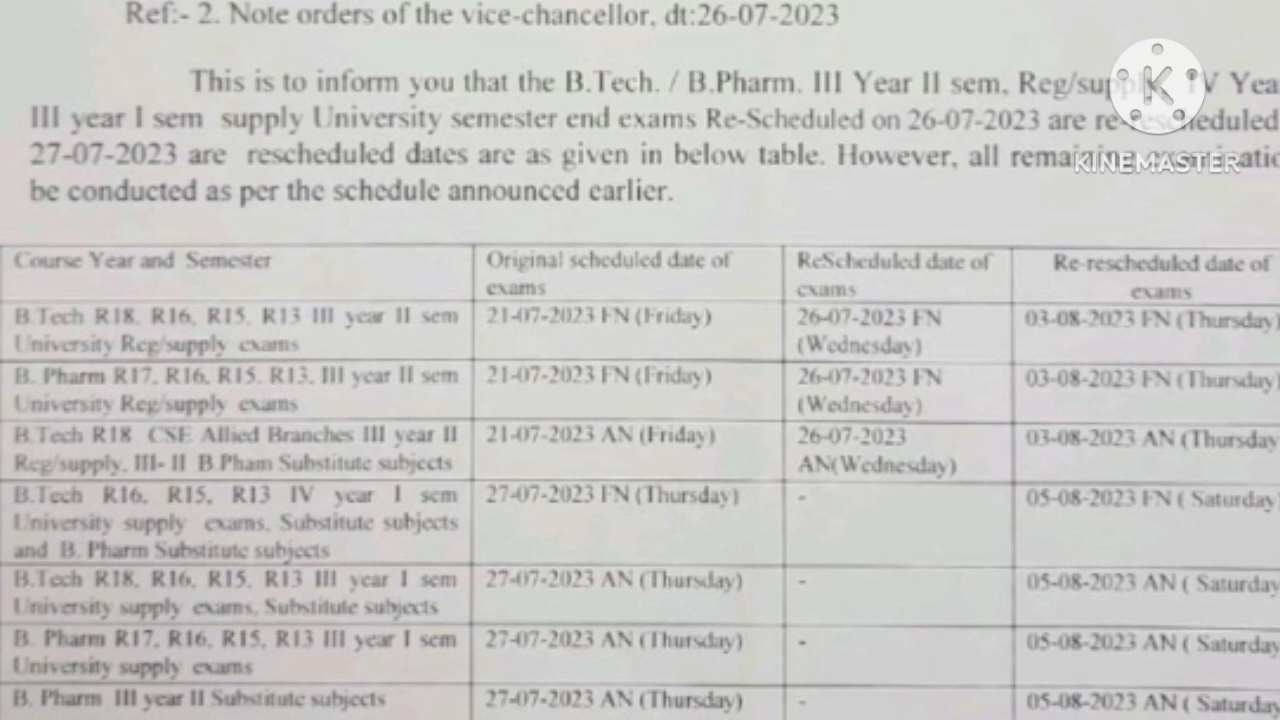 Ref:- 2. Note orders of the vice-chancellor, dt:26-07-2023
This is to inform you that the B.Tech. / B.Pharm. III Year II sem, Reg/supply, IV Yea
III year I sem supply University semester end exams Re-Scheduled on 26-07-2023 are re-rescheduled
27-07-2023 are rescheduled dates are as given in below table. However, all remaining
be conducted as per the schedule announced earlier.
KINEMASTER
Course Year and Semester
Original scheduled date of
exams
ReScheduled date of
exams
Re-rescheduled date of
exams
B.Tech R18, R16, R15, R13 III year II sem
University Reg/supply exams
21-07-2023 FN (Friday)
26-07-2023 FN
(Wednesday)
03-08-2023 FN (Thursday)
B. Pharm R17, R16, R15, R13, III year II sem
University Reg/supply exams
21-07-2023 FN (Friday)
26-07-2023 FN
(Wednesday)
03-08-2023 FN (Thursday)
B.Tech R18 CSE Allied Branches III year II
Reg/supply, III- II B Pham Substitute subjects
21-07-2023 AN (Friday)
26-07-2023
AN(Wednesday)
03-08-2023 AN (Thursday
B.Tech R16, R15, R13 IV year I sem
University supply exams, Substitute subjects
and B. Pharm Substitute subjects
27-07-2023 FN (Thursday)
-
05-08-2023 FN ( Saturday
B.Tech R18, R16, R15, R13 III year I sem
University supply exams, Substitute subjects
27-07-2023 AN (Thursday)
-
05-08-2023 AN ( Saturday
B. Pharm R17, R16, R15, R13 III year I sem
University supply exams
27-07-2023 AN (Thursday)
-
05-08-2023 AN ( Saturday
B. Pharm III year II Substitute subjects
27-07-2023 AN (Thursday)
-
05-08-2023 AN ( Saturday